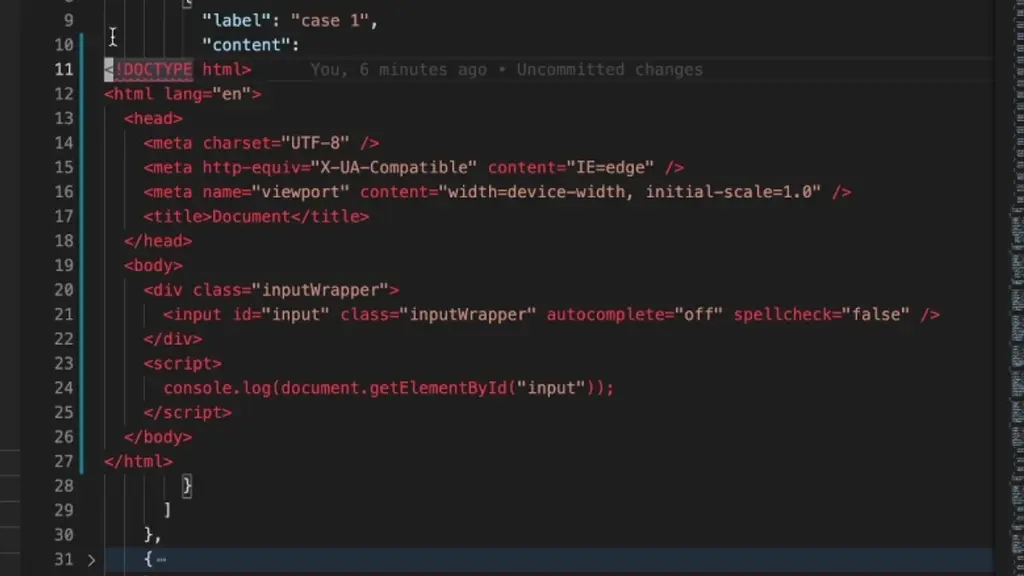 9 "label": "case 1",
10 "content":
11 <!DOCTYPE html> You, 6 minutes ago • Uncommitted changes
12 <html lang="en">
13 <head>
14 <meta charset="UTF-8" />
15 <meta http-equiv="X-UA-Compatible" content="IE=edge" />
16 <meta name="viewport" content="width=device-width, initial-scale=1.0" />
17 <title>Document</title>
18 </head>
19 <body>
20 <div class="inputWrapper">
21 <input id="input" class="inputWrapper" autocomplete="off" spellcheck="false" />
22 </div>
23 <script>
24 console.log(document.getElementById("input"));
25 </script>
26 </body>
27 </html>
28 }
29 ]
30 },
31 > {⋯